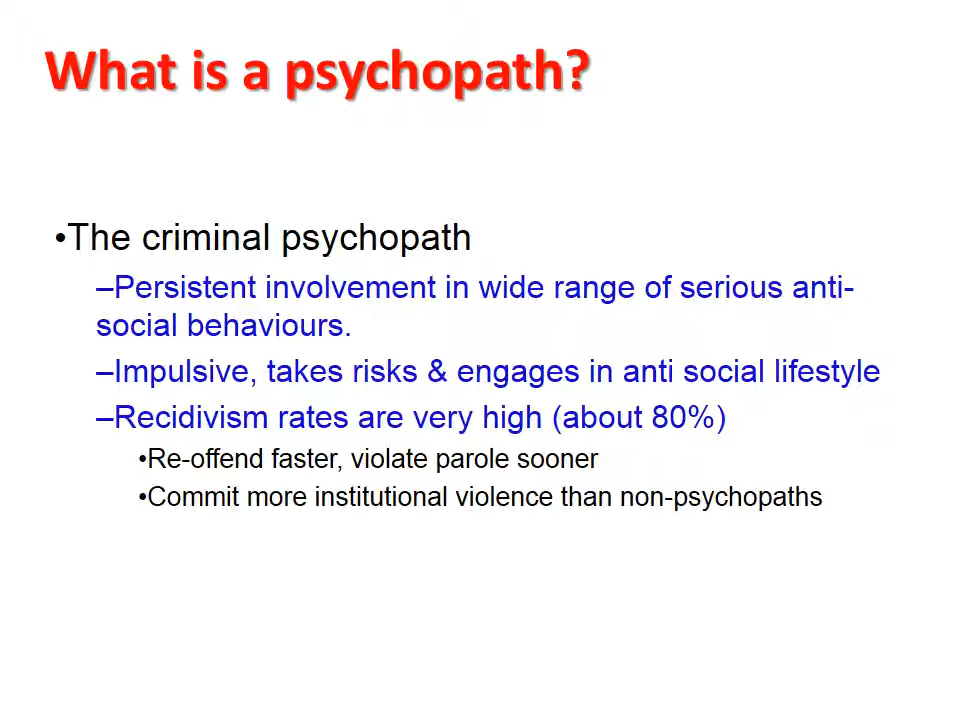 What is a psychopath?
•The criminal psychopath
–Persistent involvement in wide range of serious anti-
social behaviours.
–Impulsive, takes risks & engages in anti social lifestyle
–Recidivism rates are very high (about 80%)
•Re-offend faster, violate parole sooner
•Commit more institutional violence than non-psychopaths